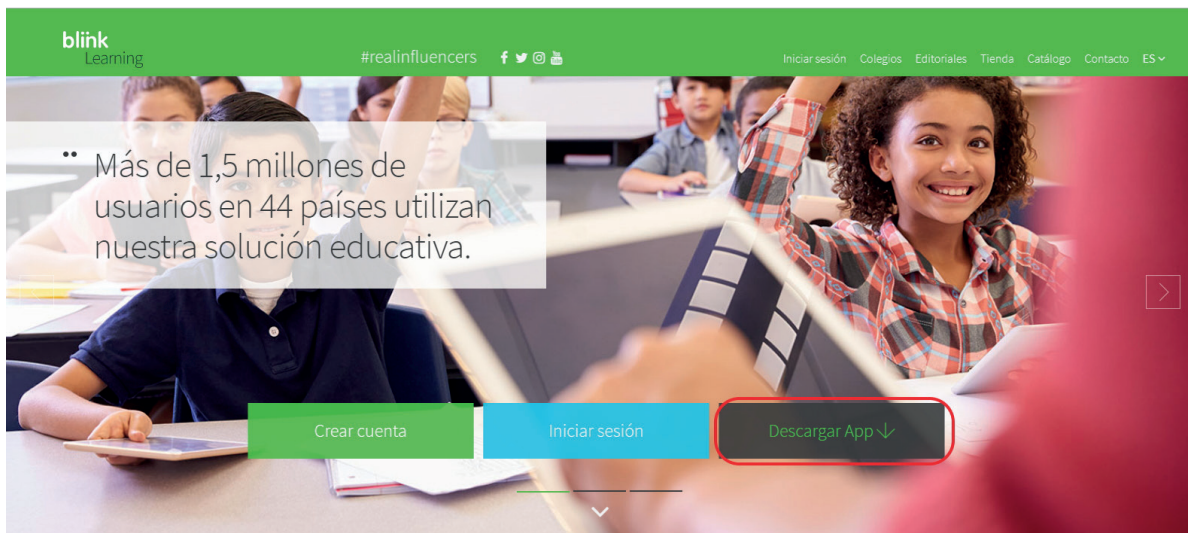 blink
Learning
#realinfluencers
Iniciar sesión Colegios Editoriales Tienda Catálogo Contacto ES
Más de 1,5 millones de
usuarios en 44 países utilizan
nuestra solución educativa.
Crear cuenta
Iniciar sesión
Descargar App